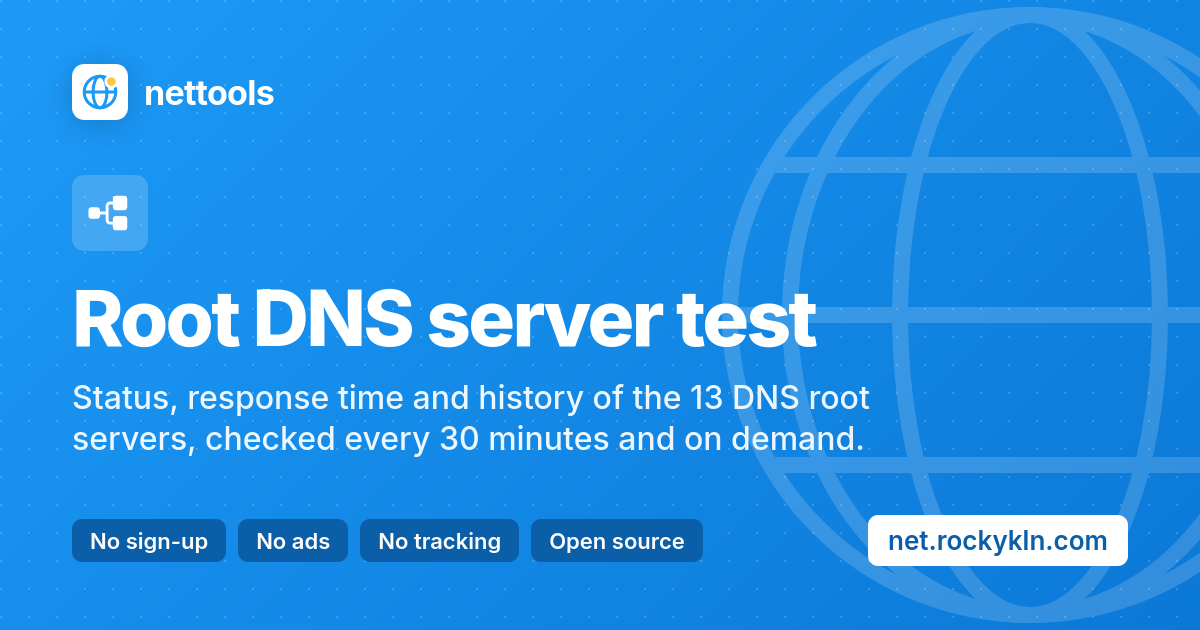 nettools
Root DNS server test
Status, response time and history of the 13 DNS root
servers, checked every 30 minutes and on demand.
No sign-up
No ads
No tracking
Open source
net.rockykln.com